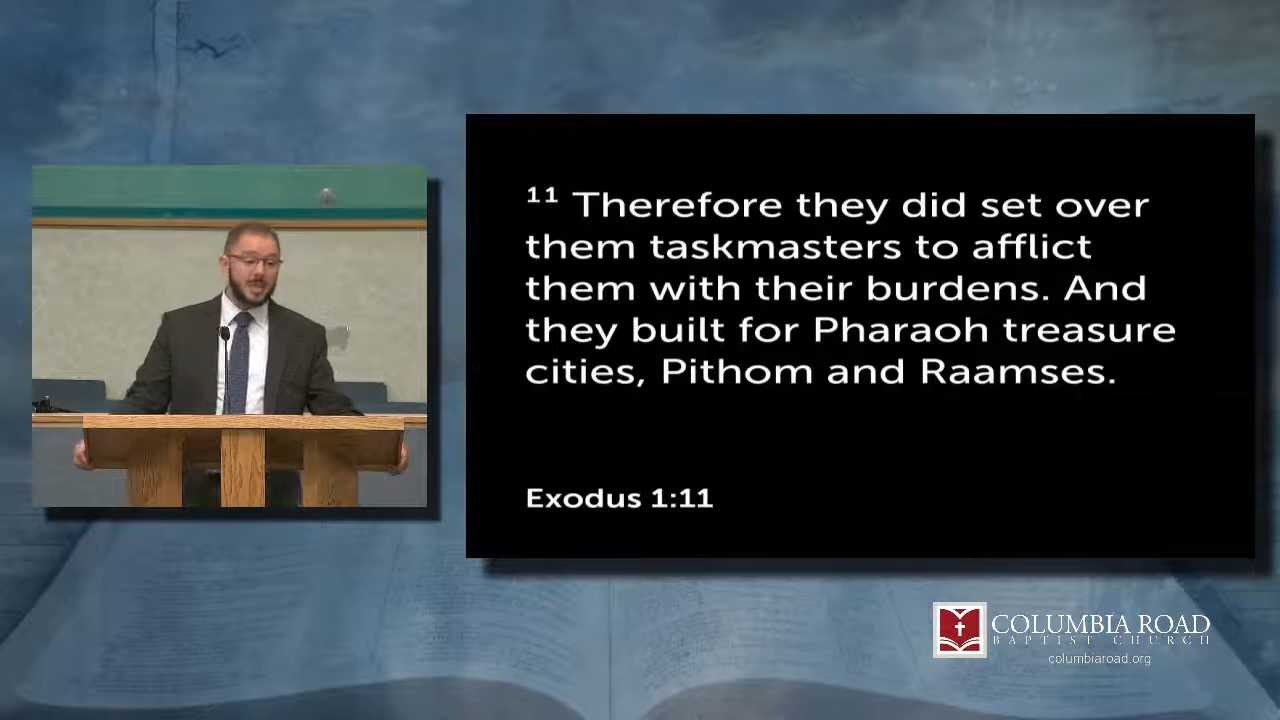 11 Therefore they did set over
them taskmasters to afflict
them with their burdens. And
they built for Pharaoh treasure
cities, Pithom and Raamses.
Exodus 1:11
COLUMBIA ROAD
BAPTIST CHURCH
columbiaroad.org